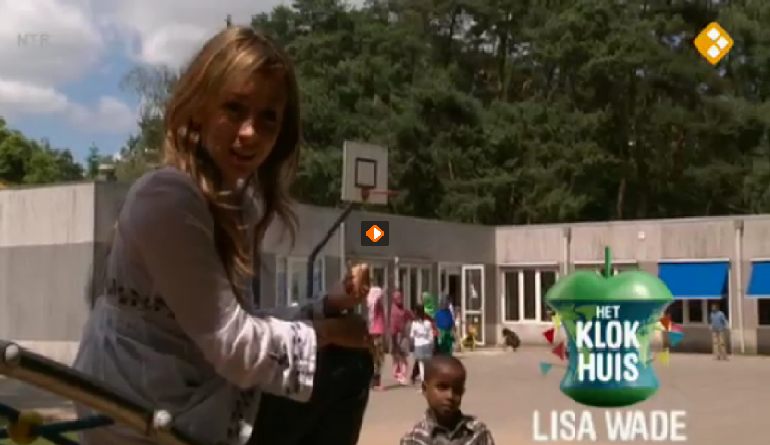 NTR
HET
KLOK
HUIS
LISA WADE